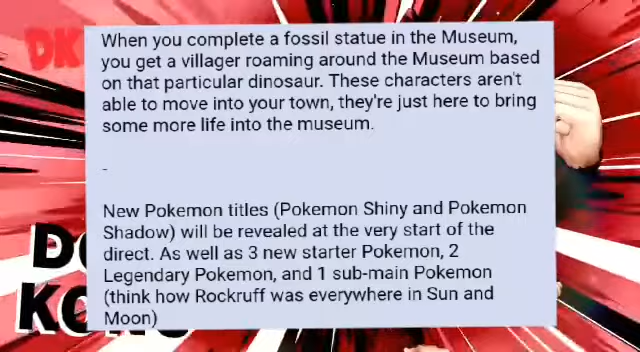 DK
When you complete a fossil statue in the Museum,
you get a villager roaming around the Museum based
on that particular dinosaur. These characters aren't
able to move into your town, they're just here to bring
some more life into the museum.
-
New Pokemon titles (Pokemon Shiny and Pokemon
Shadow) will be revealed at the very start of the
direct. As well as 3 new starter Pokemon, 2
Legendary Pokemon, and 1 sub-main Pokemon
(think how Rockruff was everywhere in Sun and
Moon)